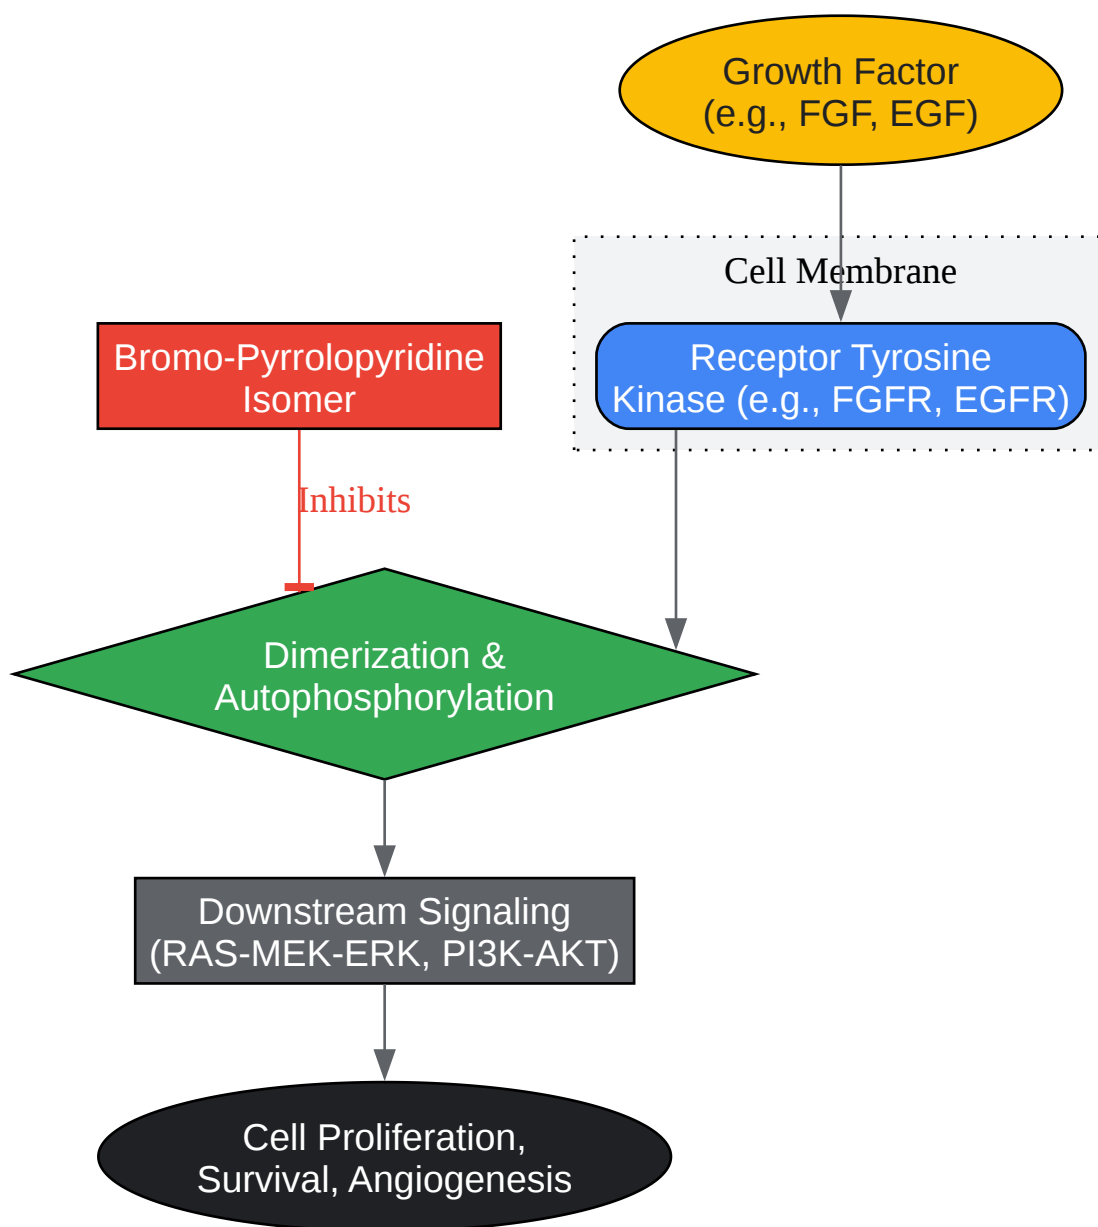 Growth Factor
(e.g., FGF, EGF)
Cell Membrane
Bromo-Pyrrolopyridine
Isomer
Receptor Tyrosine
Kinase (e.g., FGFR, EGFR)
Inhibits
Dimerization &
Autophosphorylation
Downstream Signaling
(RAS-MEK-ERK, PI3K-AKT)
Cell Proliferation,
Survival, Angiogenesis